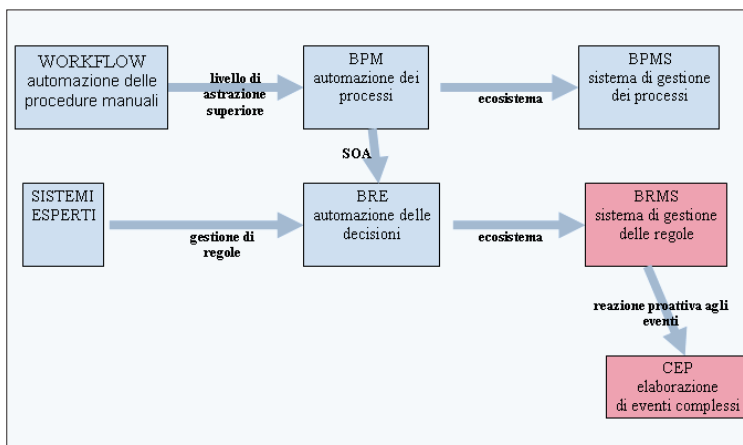 WORKFLOW
automazione delle
procedure manuali
livello di
astrazione
superiore
BPM
automazione dei
processi
ecosistema
BPMS
sistema di gestione
dei processi
SOA
SISTEMI
ESPERTI
gestione di
regole
BRE
automazione delle
decisioni
ecosistema
BRMS
sistema di gestione
delle regole
reazione proattiva agli
eventi
CEP
elaborazione
di eventi complessi